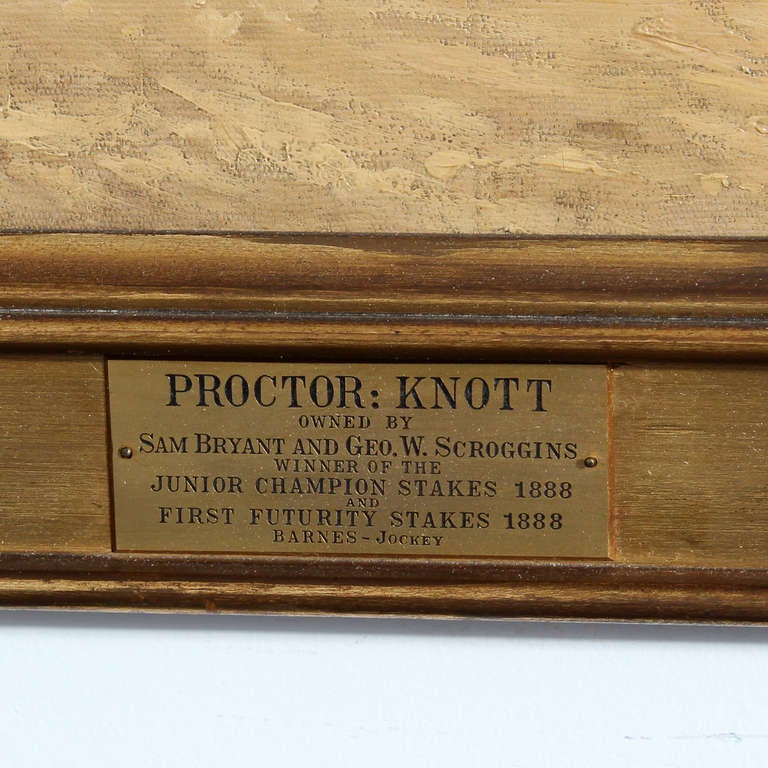 PROCTOR: KNOTT
OWNED BY
SAM BRYANT AND GEO. W. SCROGGINS
WINNER OF THE
JUNIOR CHAMPION STAKES 1888
AND
FIRST FUTURITY STAKES 1888
BARNES - JOCKEY